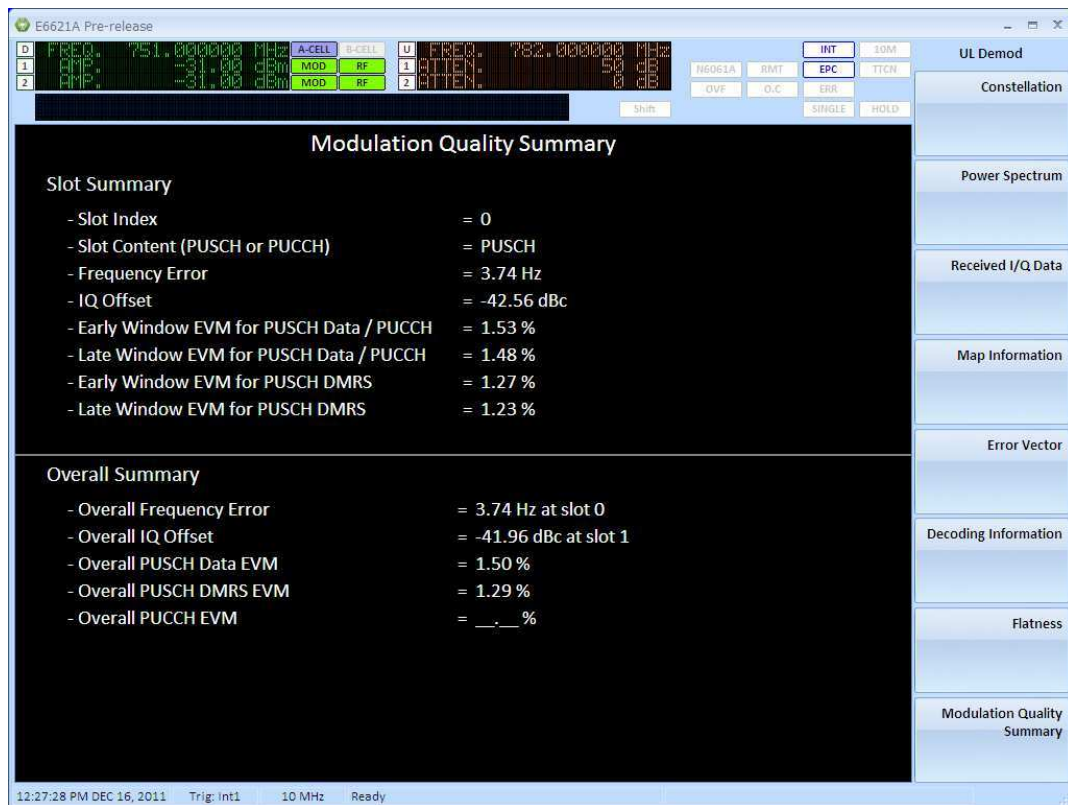 E6621A Pre-release
D FREQ. 751.000000 MHz A-CELL B-CELL U FREQ. 782.000000 MHz INT 10M
1 AMP: -31.00 dBm MOD RF 1 ATTEN: 50 dB N6061A RMT EPC TTCN
2 AMP: -31.00 dBm MOD RF 2 ATTEN: 0 dB OVF O.C ERR
Shift SINGLE HOLD
UL Demod
Constellation
Power Spectrum
Received I/Q Data
Map Information
Error Vector
Decoding Information
Flatness
Modulation Quality
Summary
Modulation Quality Summary
Slot Summary
- Slot Index = 0
- Slot Content (PUSCH or PUCCH) = PUSCH
- Frequency Error = 3.74 Hz
- IQ Offset = -42.56 dBc
- Early Window EVM for PUSCH Data / PUCCH = 1.53 %
- Late Window EVM for PUSCH Data / PUCCH = 1.48 %
- Early Window EVM for PUSCH DMRS = 1.27 %
- Late Window EVM for PUSCH DMRS = 1.23 %
Overall Summary
- Overall Frequency Error = 3.74 Hz at slot 0
- Overall IQ Offset = -41.96 dBc at slot 1
- Overall PUSCH Data EVM = 1.50 %
- Overall PUSCH DMRS EVM = 1.29 %
- Overall PUCCH EVM = __.__ %
12:27:28 PM DEC 16, 2011 Trig: Int1 10 MHz Ready